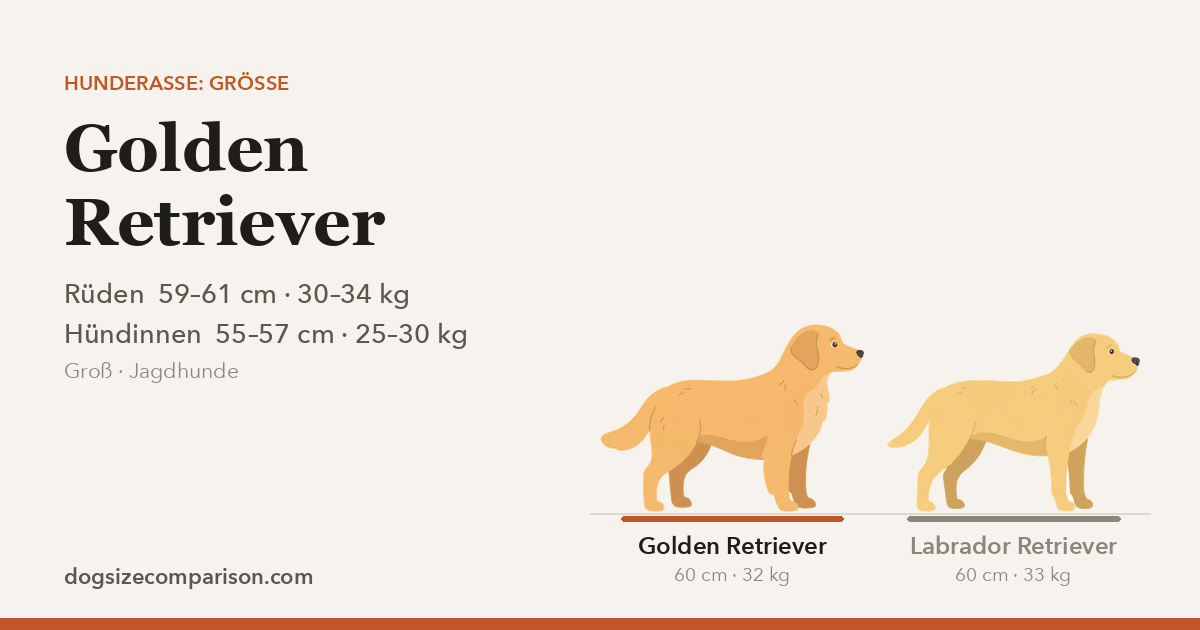 HUNDERASSE: GRÖSSE
Golden
Retriever
Rüden 59–61 cm · 30–34 kg
Hündinnen 55–57 cm · 25–30 kg
Groß · Jagdhunde
Golden Retriever
60 cm · 32 kg
Labrador Retriever
60 cm · 33 kg
dogsizecomparison.com